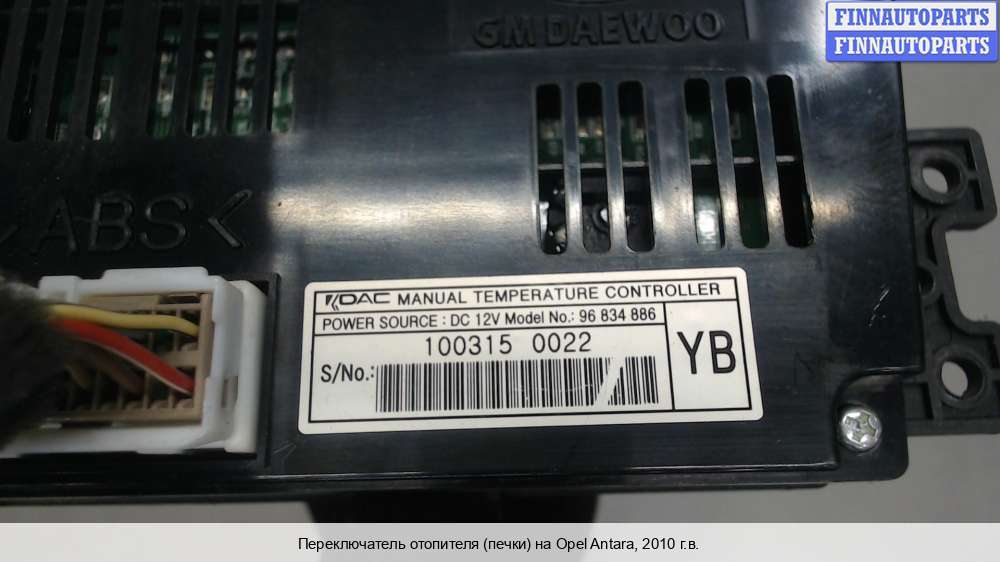 GM DAEWOO
FINNAUTOPARTS
FINNAUTOPARTS
>ABS<
KDAC MANUAL TEMPERATURE CONTROLLER
POWER SOURCE : DC 12V Model No.: 96 834 886
100315 0022
S/No.:
YB
Переключатель отопителя (печки) на Opel Antara, 2010 г.в.